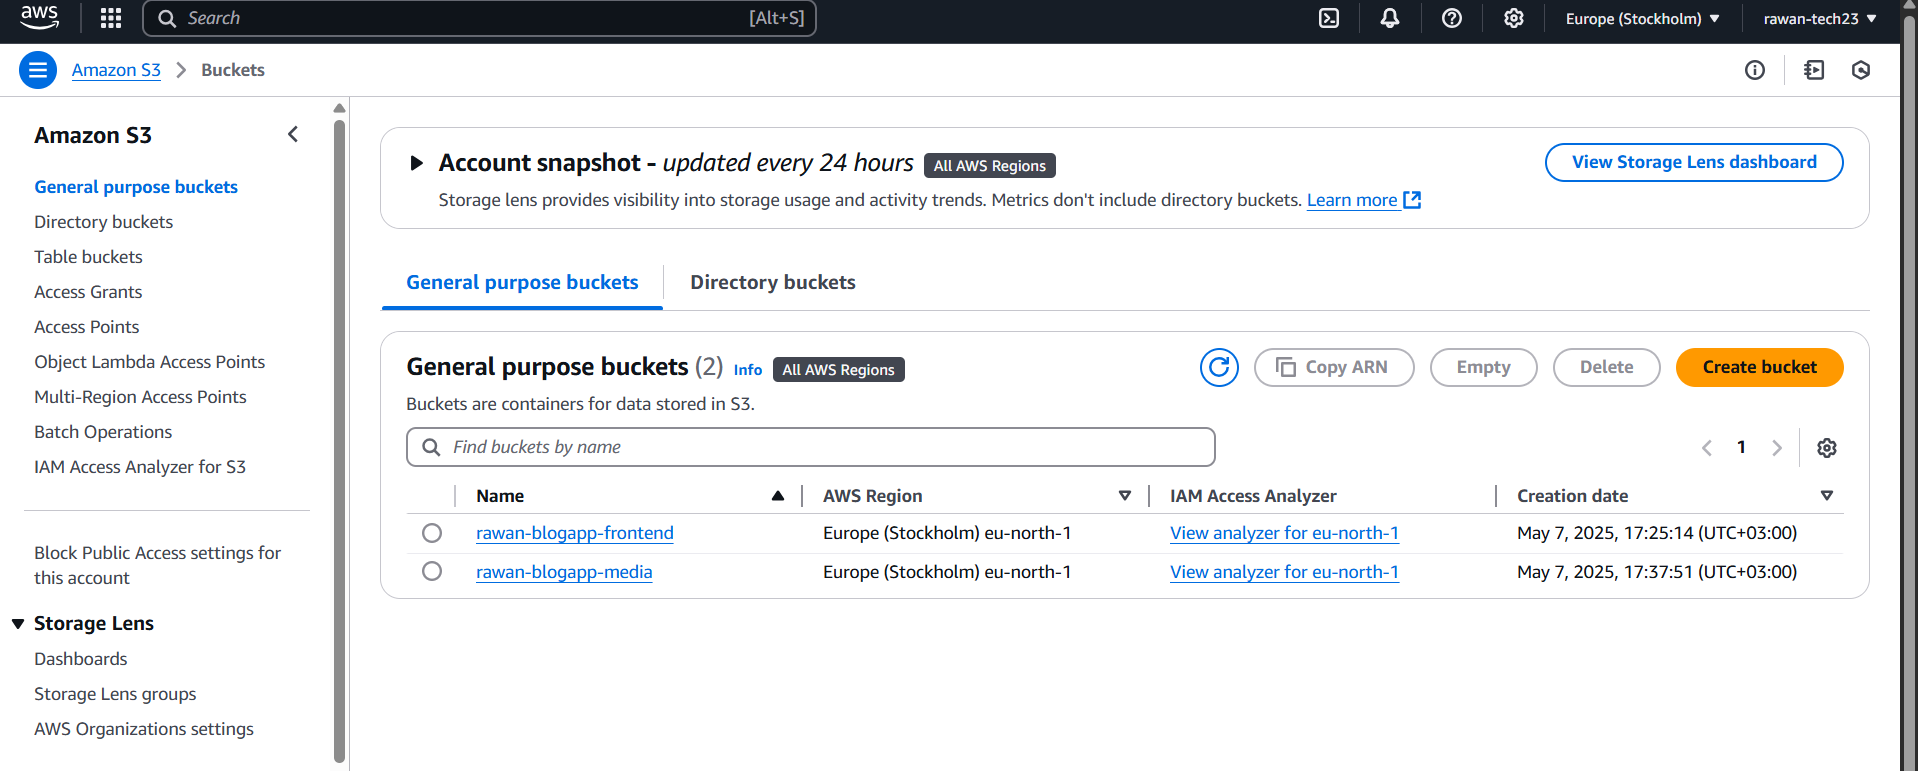 aws
Search [Alt+S]
Europe (Stockholm)
rawan-tech23
Amazon S3
Buckets
Amazon S3
General purpose buckets
Directory buckets
Table buckets
Access Grants
Access Points
Object Lambda Access Points
Multi-Region Access Points
Batch Operations
IAM Access Analyzer for S3
Block Public Access settings for
this account
Storage Lens
Dashboards
Storage Lens groups
AWS Organizations settings
Account snapshot - updated every 24 hours All AWS Regions
View Storage Lens dashboard
Storage lens provides visibility into storage usage and activity trends. Metrics don't include directory buckets. Learn more
General purpose buckets
Directory buckets
General purpose buckets (2) Info All AWS Regions
Copy ARN
Empty
Delete
Create bucket
Buckets are containers for data stored in S3.
Find buckets by name
1
Name AWS Region IAM Access Analyzer Creation date
rawan-blogapp-frontend Europe (Stockholm) eu-north-1 View analyzer for eu-north-1 May 7, 2025, 17:25:14 (UTC+03:00)
rawan-blogapp-media Europe (Stockholm) eu-north-1 View analyzer for eu-north-1 May 7, 2025, 17:37:51 (UTC+03:00)